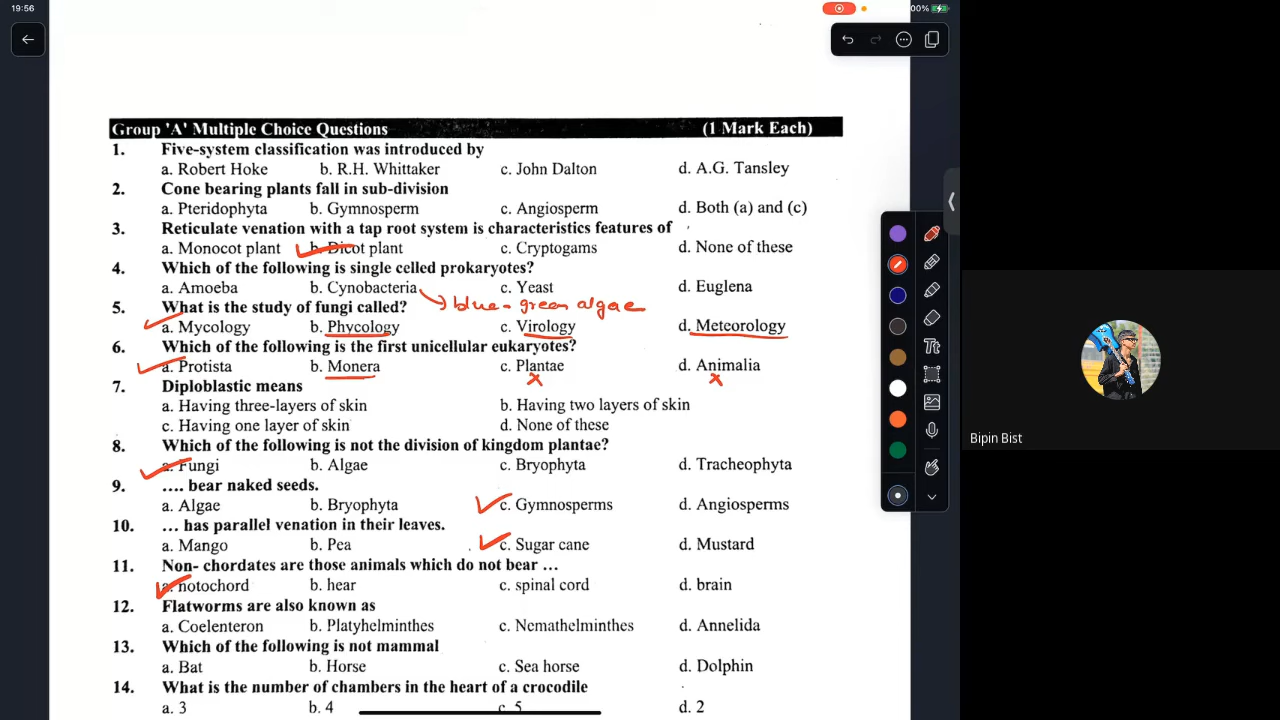 19:56
00%
Group 'A' Multiple Choice Questions (1 Mark Each)
1. Five-system classification was introduced by
a. Robert Hoke b. R.H. Whittaker c. John Dalton d. A.G. Tansley
2. Cone bearing plants fall in sub-division
a. Pteridophyta b. Gymnosperm c. Angiosperm d. Both (a) and (c)
3. Reticulate venation with a tap root system is characteristics features of
a. Monocot plant b. Dicot plant c. Cryptogams d. None of these
4. Which of the following is single celled prokaryotes?
a. Amoeba b. Cynobacteria c. Yeast d. Euglena
5. What is the study of fungi called? blue-green algae
a. Mycology b. Phycology c. Virology d. Meteorology
6. Which of the following is the first unicellular eukaryotes?
a. Protista b. Monera c. Plantae d. Animalia
7. Diploblastic means
a. Having three-layers of skin b. Having two layers of skin
c. Having one layer of skin d. None of these
8. Which of the following is not the division of kingdom plantae?
a. Fungi b. Algae c. Bryophyta d. Tracheophyta
9. .... bear naked seeds.
a. Algae b. Bryophyta c. Gymnosperms d. Angiosperms
10. ... has parallel venation in their leaves.
a. Mango b. Pea c. Sugar cane d. Mustard
11. Non- chordates are those animals which do not bear ...
a. notochord b. hear c. spinal cord d. brain
12. Flatworms are also known as
a. Coelenteron b. Platyhelminthes c. Nemathelminthes d. Annelida
13. Which of the following is not mammal
a. Bat b. Horse c. Sea horse d. Dolphin
14. What is the number of chambers in the heart of a crocodile
a. 3 b. 4 c. 5 d. 2
Tt
Bipin Bist